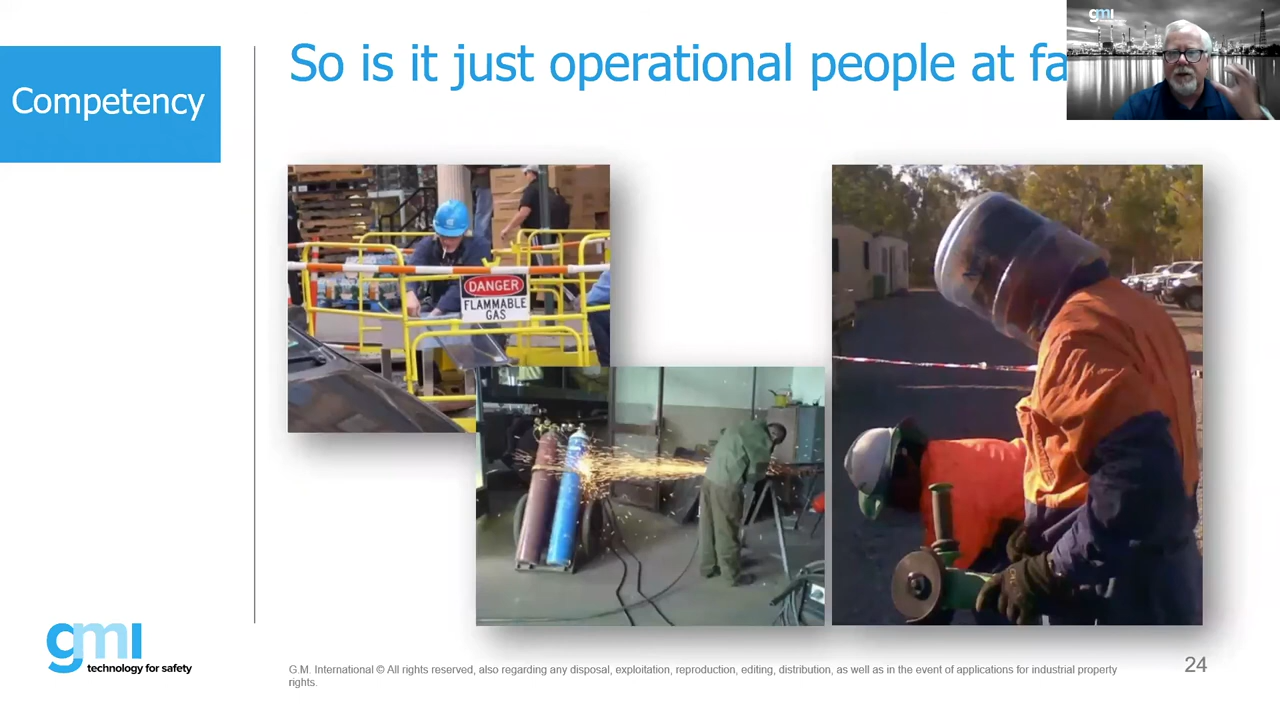 gmi
So is it just operational people at fa
Competency
DANGER
FLAMMABLE
GAS
gmi
technology for safety
G.M. International © All rights reserved, also regarding any disposal, exploitation, reproduction, editing, distribution, as well as in the event of applications for industrial property
rights.
24